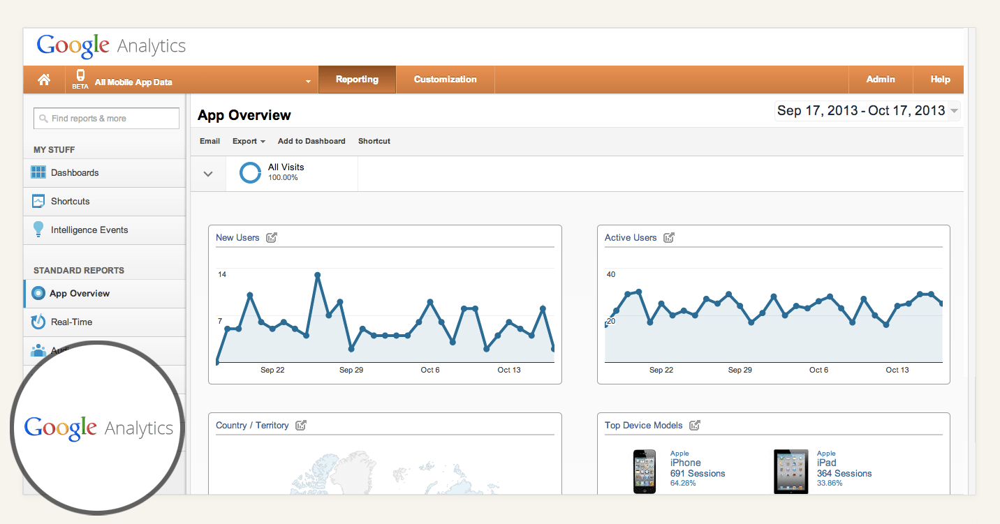 Google Analytics
BETA
All Mobile App Data
Reporting
Customization
Admin
Help
Find reports & more
MY STUFF
Dashboards
Shortcuts
Intelligence Events
STANDARD REPORTS
App Overview
Real-Time
Google Analytics
App Overview
Sep 17, 2013 - Oct 17, 2013
Email
Export
Add to Dashboard
Shortcut
All Visits
100.00%
New Users
14
7
Sep 22
Sep 29
Oct 6
Oct 13
Active Users
40
20
Sep 22
Sep 29
Oct 6
Oct 13
Country / Territory
Top Device Models
Apple
iPhone
691 Sessions
64.28%
Apple
iPad
364 Sessions
33.86%